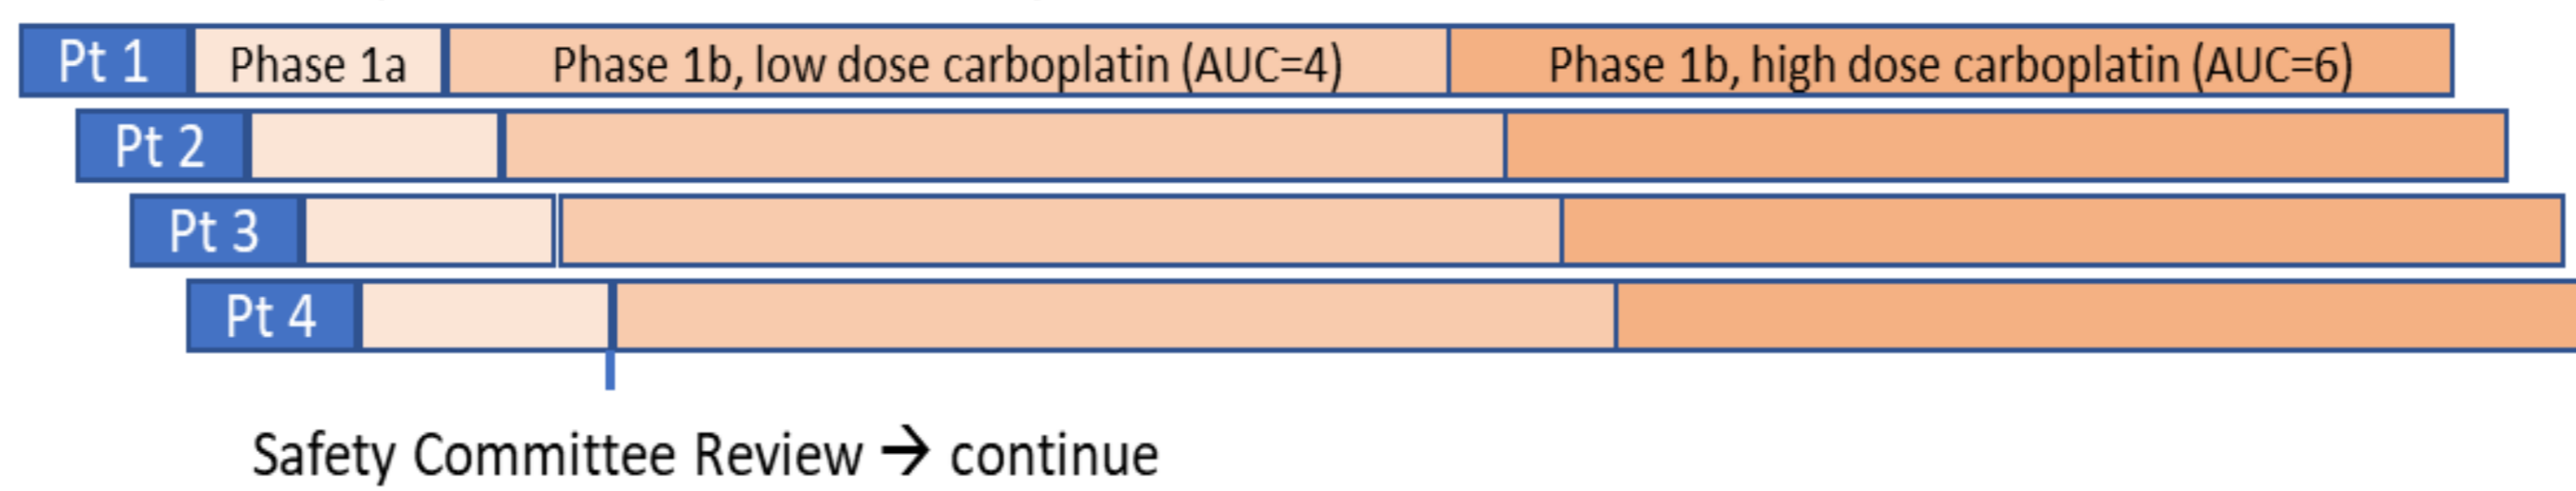 Pt 1 Phase 1a Phase 1b, low dose carboplatin (AUC=4) Phase 1b, high dose carboplatin (AUC=6)
Pt 2
Pt 3
Pt 4
Safety Committee Review → continue